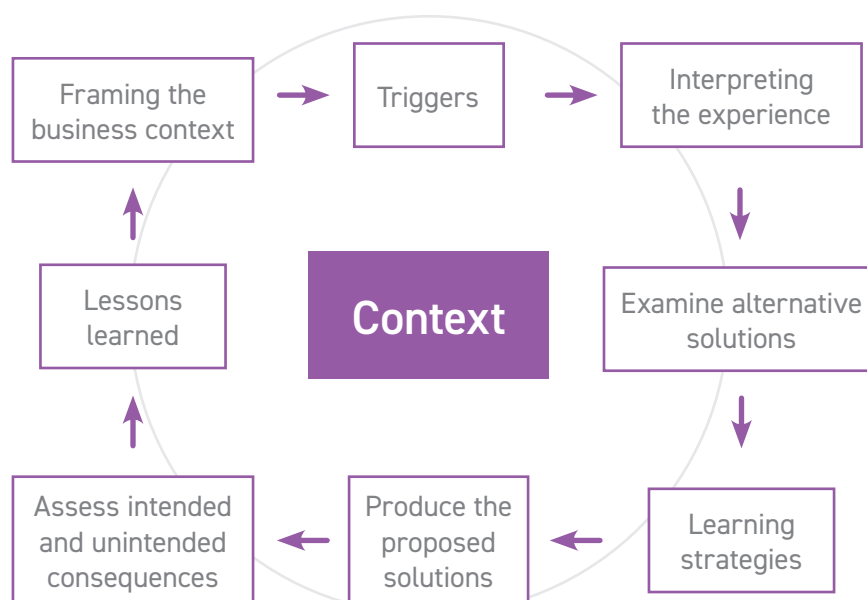 Framing the
business context
Triggers
Interpreting
the experience
Lessons
learned
Context
Examine alternative
solutions
Assess intended
and unintended
consequences
Produce the
proposed
solutions
Learning
strategies